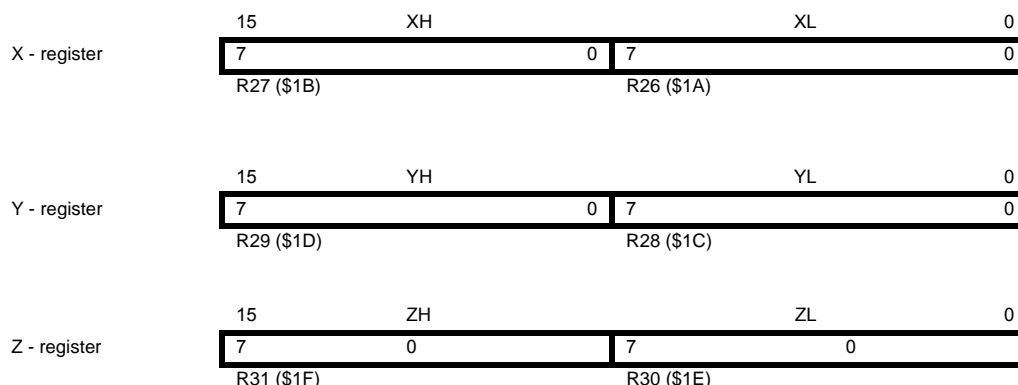 15 XH XL 0
X - register 7 0 7 0
R27 ($1B) R26 ($1A)
15 YH YL 0
Y - register 7 0 7 0
R29 ($1D) R28 ($1C)
15 ZH ZL 0
Z - register 7 0 7 0
R31 ($1F) R30 ($1E)